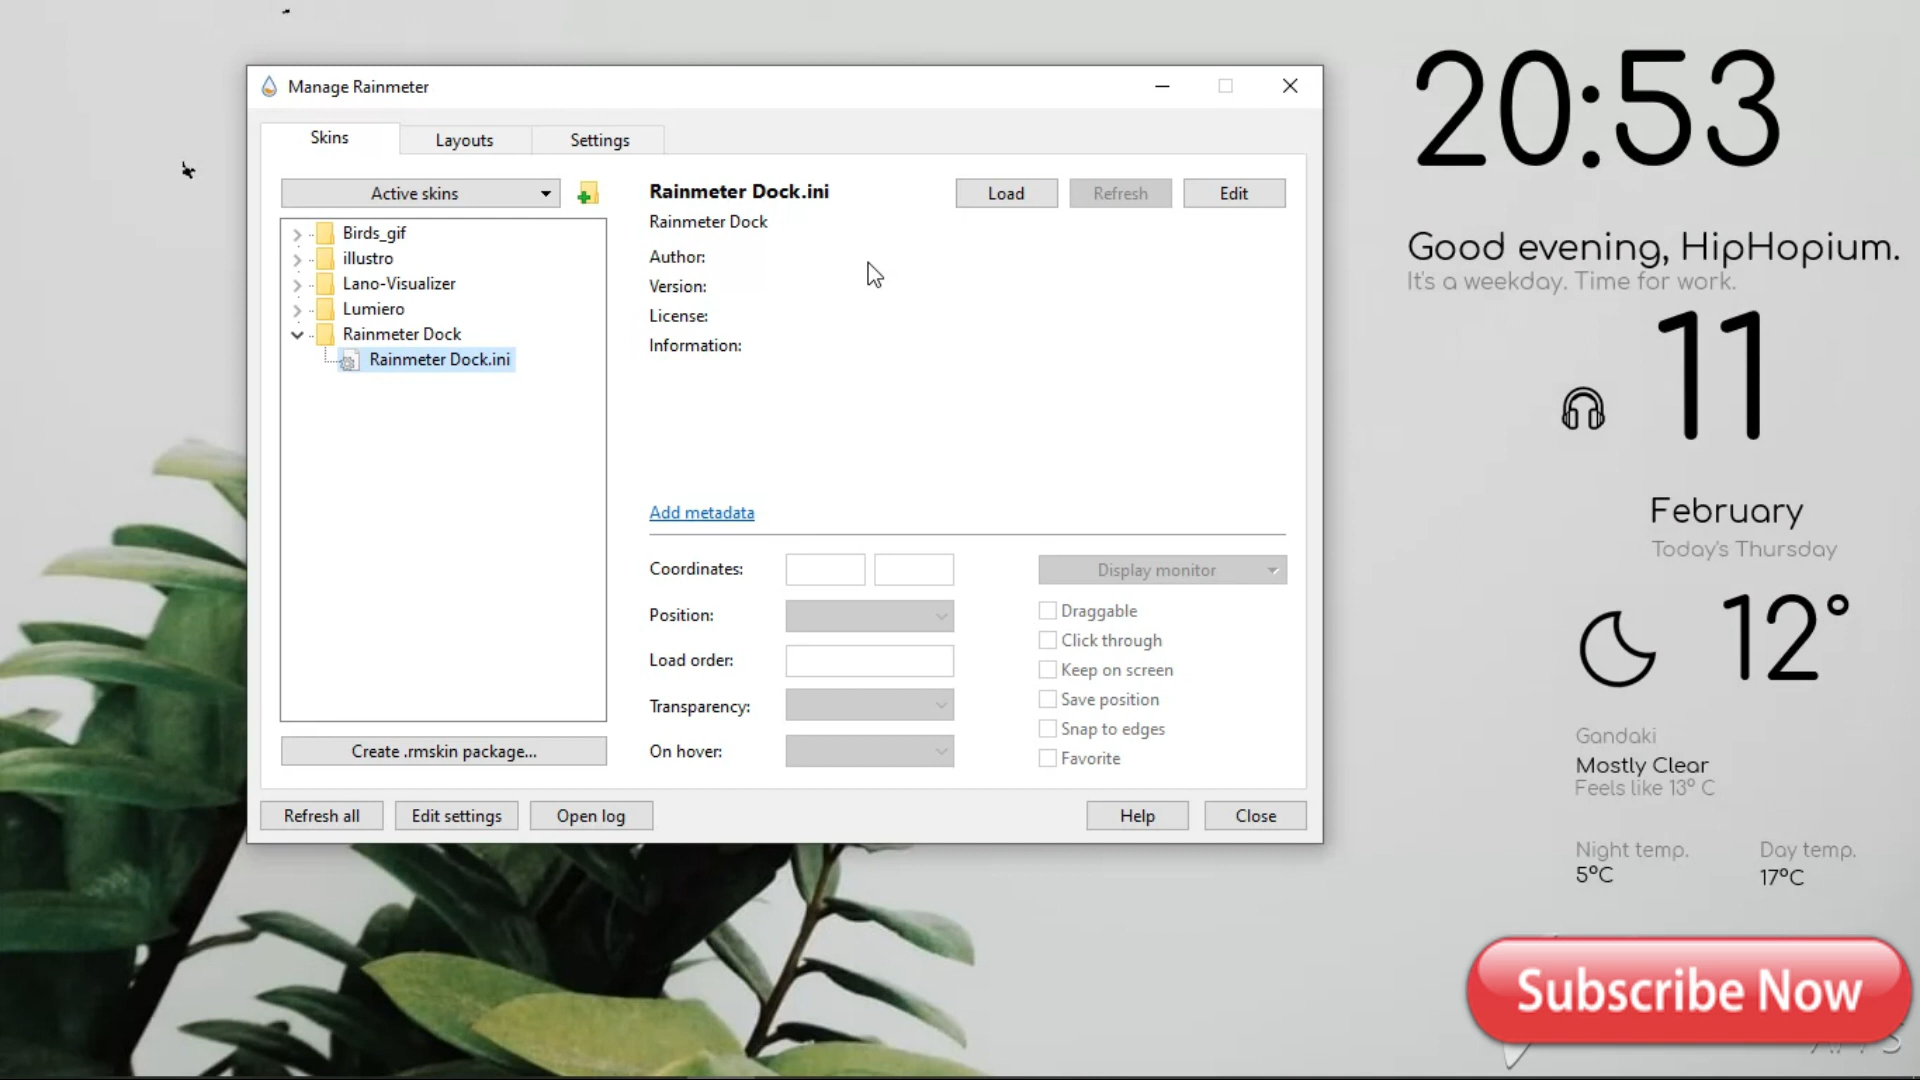 Manage Rainmeter
Skins
Layouts
Settings
Active skins
Birds_gif
illustro
Lano-Visualizer
Lumiero
Rainmeter Dock
Rainmeter Dock.ini
Create .rmskin package...
Rainmeter Dock.ini
Load
Refresh
Edit
Rainmeter Dock
Author:
Version:
License:
Information:
Add metadata
Coordinates:
Display monitor
Position:
Load order:
Transparency:
On hover:
Draggable
Click through
Keep on screen
Save position
Snap to edges
Favorite
Refresh all
Edit settings
Open log
Help
Close
20:53
Good evening, HipHopium.
It's a weekday. Time for work.
11
February
Today's Thursday
12°
Gandaki
Mostly Clear
Feels like 13° C
Night temp.
5°C
Day temp.
17°C
Subscribe Now